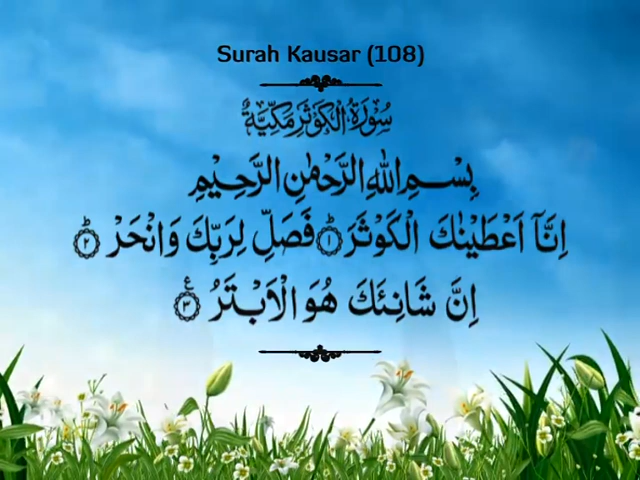 Surah Kausar (108)
سُوْرَةُ الْكَوْثَرِ مَكِّيَّةٌ
بِسْمِ اللّٰهِ الرَّحْمٰنِ الرَّحِيْمِ
اِنَّآ اَعْطَيْنٰكَ الْكَوْثَرَ ﴿١﴾ فَصَلِّ لِرَبِّكَ وَانْحَرْ ﴿٢﴾
اِنَّ شَانِئَكَ هُوَ الْاَبْتَرُ ﴿٣﴾ ع